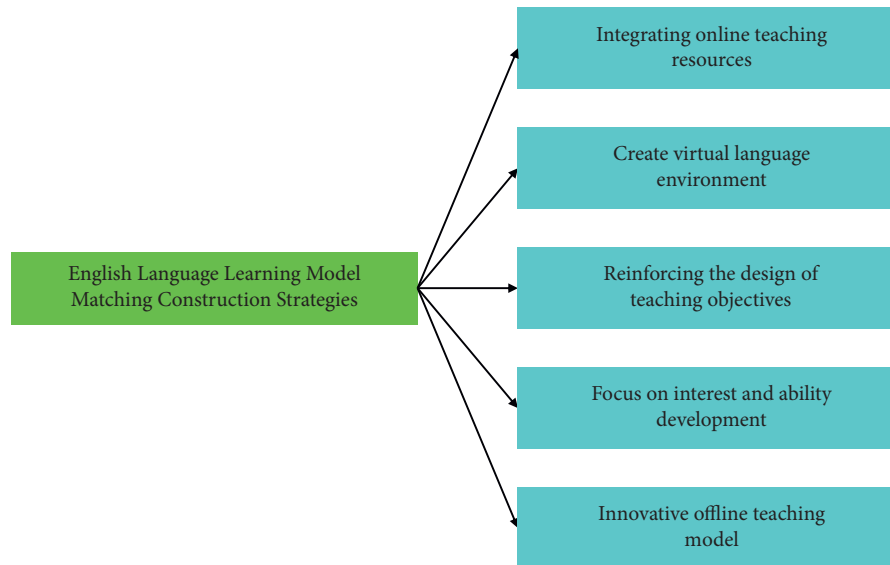 Integrating online teaching
resources
Create virtual language
environment
English Language Learning Model
Matching Construction Strategies
Reinforcing the design of
teaching objectives
Focus on interest and ability
development
Innovative offline teaching
model